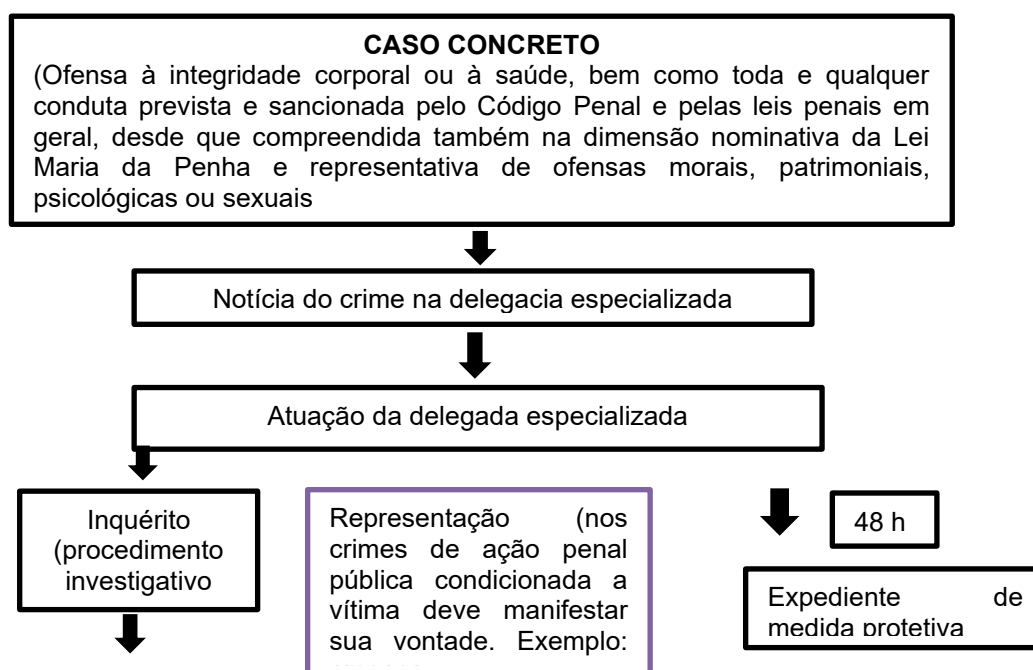 CASO CONCRETO
(Ofensa à integridade corporal ou à saúde, bem como toda e qualquer
conduta prevista e sancionada pelo Código Penal e pelas leis penais em
geral, desde que compreendida também na dimensão nominativa da Lei
Maria da Penha e representativa de ofensas morais, patrimoniais,
psicológicas ou sexuais
Notícia do crime na delegacia especializada
Atuação da delegada especializada
Inquérito
(procedimento
investigativo
Representação (nos
crimes de ação penal
pública condicionada a
vítima deve manifestar
sua vontade. Exemplo:
48 h
Expediente de
medida protetiva